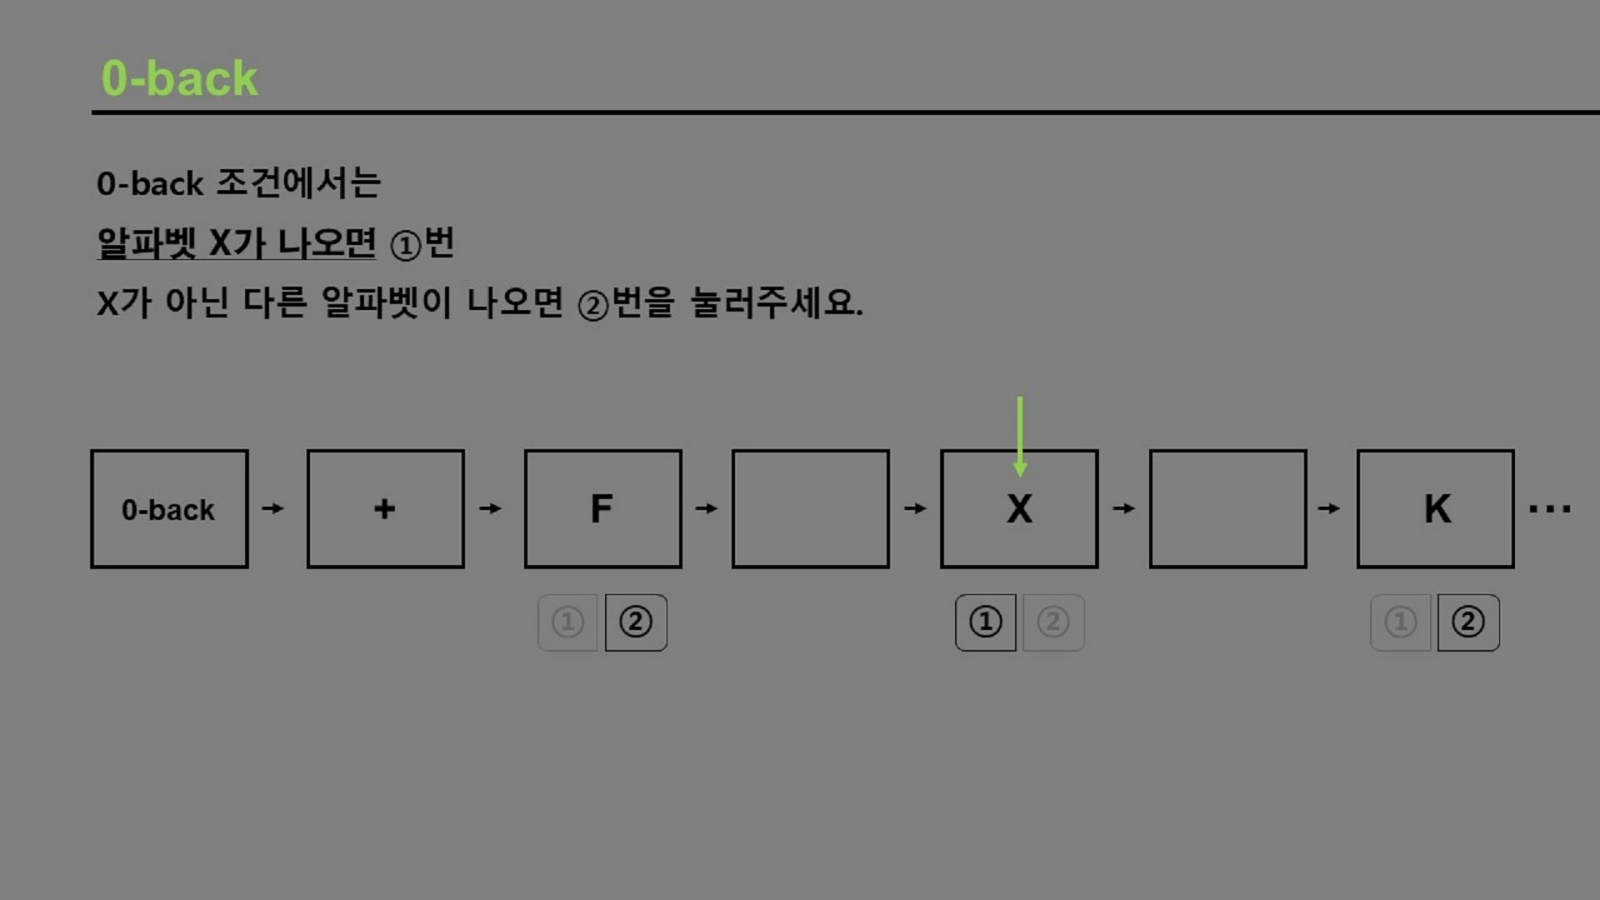 0-back
0-back 조건에서는
알파벳 X가 나오면 ①번
X가 아닌 다른 알파벳이 나오면 ②번을 눌러주세요.
0-back → + → F → → X → → K ...
① ② ① ② ① ②